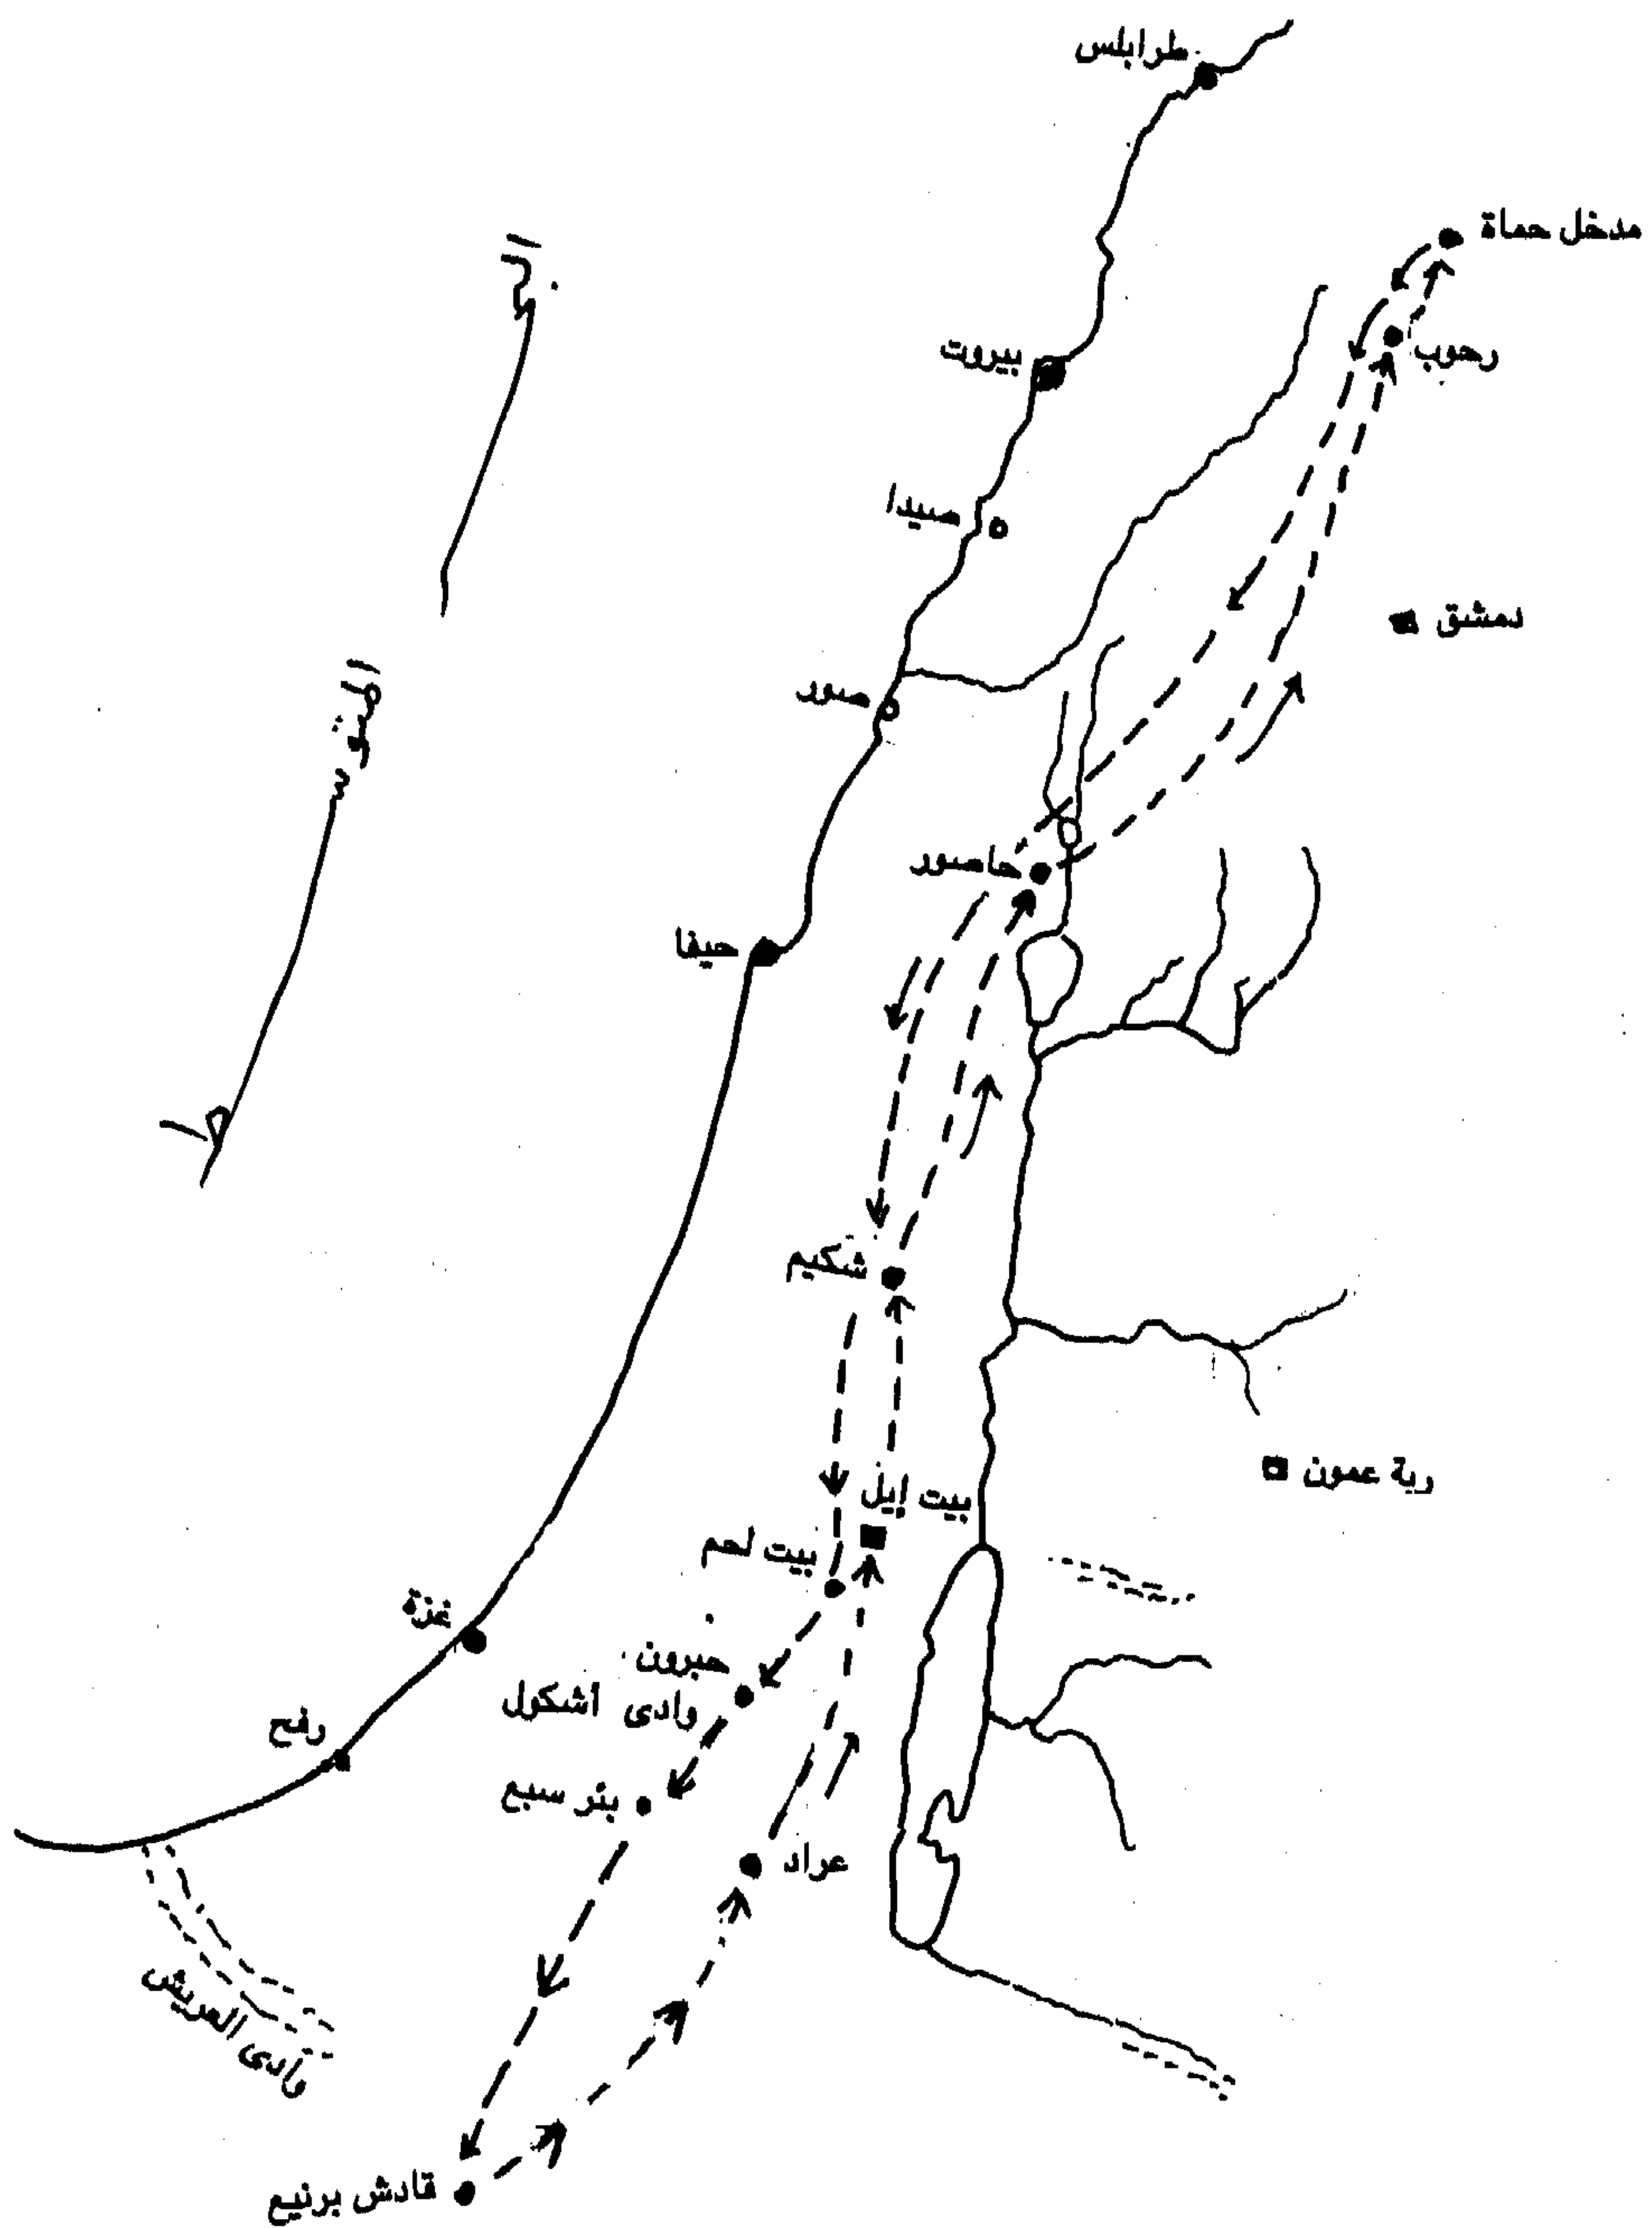 طرابلس
مدخل حماة
رحوب
بيروت
صيدا
دمشق
صور
البحر
المتوسط
حاصور
حيفا
شكيم
ربة عمون
بيت إيل
بيت لحم
غزة
حبرون
وادى أشكول
رفح
بئر سبع
عراد
وادى العريش
قادش برنيع